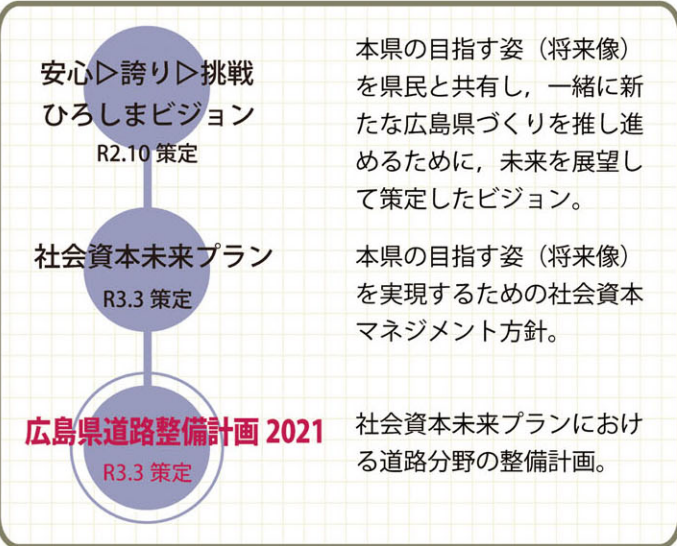 安心▷誇り▷挑戦
ひろしまビジョン
R2.10 策定
本県の目指す姿（将来像）
を県民と共有し，一緒に新
たな広島県づくりを推し進
めるために，未来を展望し
て策定したビジョン。
社会資本未来プラン
R3.3 策定
本県の目指す姿（将来像）
を実現するための社会資本
マネジメント方針。
広島県道路整備計画 2021
R3.3 策定
社会資本未来プランにおけ
る道路分野の整備計画。